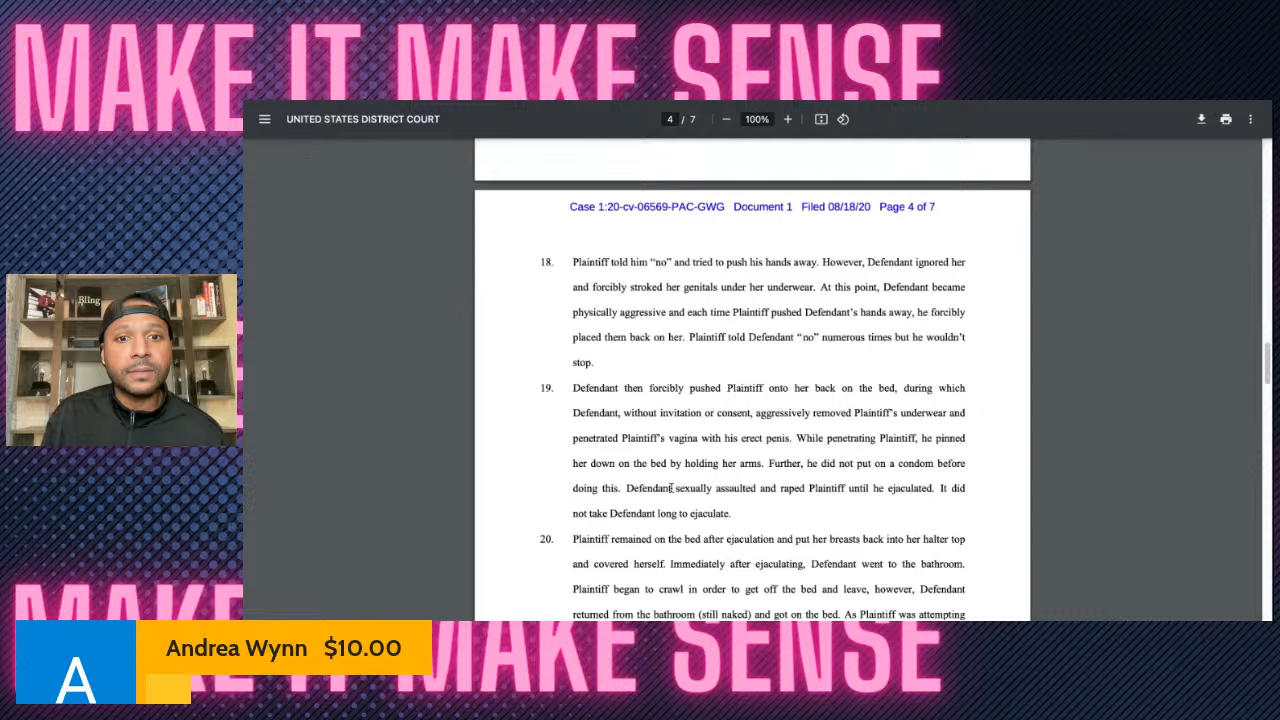 MAKE IT MAKE SENSE
UNITED STATES DISTRICT COURT
4 / 7
100%
Case 1:20-cv-06569-PAC-GWG Document 1 Filed 08/18/20 Page 4 of 7
18. Plaintiff told him “no” and tried to push his hands away. However, Defendant ignored her
and forcibly stroked her genitals under her underwear. At this point, Defendant became
physically aggressive and each time Plaintiff pushed Defendant’s hands away, he forcibly
placed them back on her. Plaintiff told Defendant “no” numerous times but he wouldn’t
stop.
19. Defendant then forcibly pushed Plaintiff onto her back on the bed, during which
Defendant, without invitation or consent, aggressively removed Plaintiff’s underwear and
penetrated Plaintiff’s vagina with his erect penis. While penetrating Plaintiff, he pinned
her down on the bed by holding her arms. Further, he did not put on a condom before
doing this. Defendant sexually assaulted and raped Plaintiff until he ejaculated. It did
not take Defendant long to ejaculate.
20. Plaintiff remained on the bed after ejaculation and put her breasts back into her halter top
and covered herself. Immediately after ejaculating, Defendant went to the bathroom.
Plaintiff began to crawl in order to get off the bed and leave, however, Defendant
returned from the bathroom (still naked) and got on the bed. As Plaintiff was attempting
Bling
MAKE IT MAKE SENSE
A
Andrea Wynn $10.00